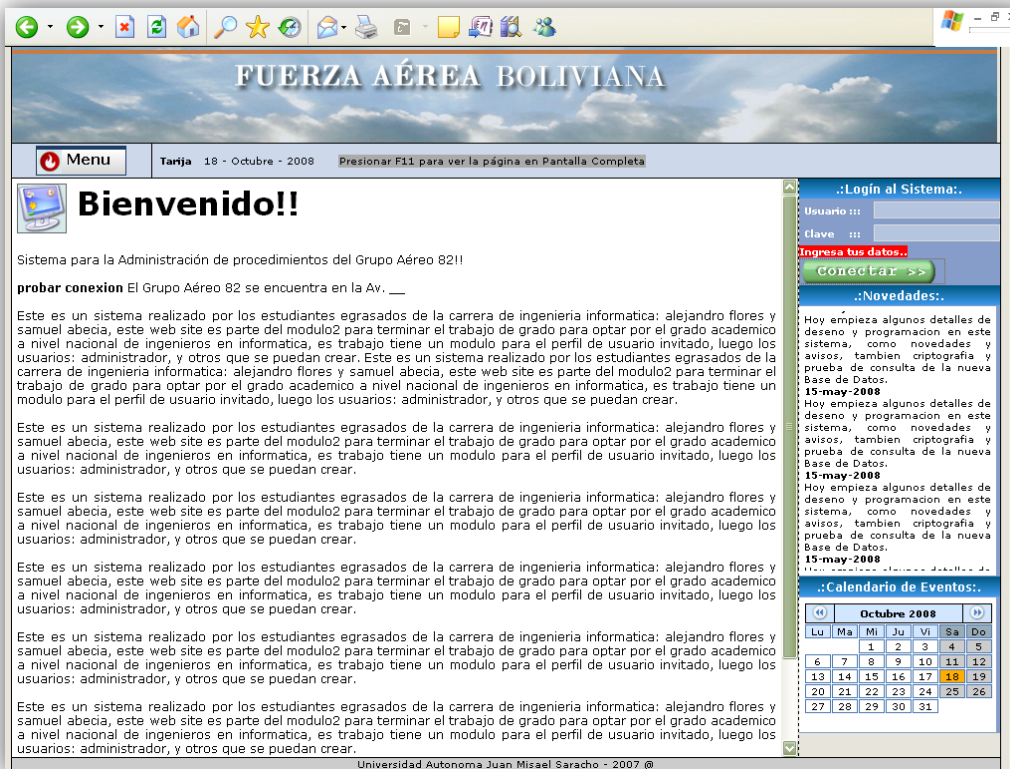 FUERZA AÉREA BOLIVIANA
Menu
Tarija 18 - Octubre - 2008 Presionar F11 para ver la página en Pantalla Completa
Bienvenido!!
Sistema para la Administración de procedimientos del Grupo Aéreo 82!!
probar conexion El Grupo Aéreo 82 se encuentra en la Av. __
Este es un sistema realizado por los estudiantes egrasados de la carrera de ingenieria informatica: alejandro flores y
samuel abecia, este web site es parte del modulo2 para terminar el trabajo de grado para optar por el grado academico
a nivel nacional de ingenieros en informatica, es trabajo tiene un modulo para el perfil de usuario invitado, luego los
usuarios: administrador, y otros que se puedan crear. Este es un sistema realizado por los estudiantes egrasados de la
carrera de ingenieria informatica: alejandro flores y samuel abecia, este web site es parte del modulo2 para terminar el
trabajo de grado para optar por el grado academico a nivel nacional de ingenieros en informatica, es trabajo tiene un
modulo para el perfil de usuario invitado, luego los usuarios: administrador, y otros que se puedan crear.
Este es un sistema realizado por los estudiantes egrasados de la carrera de ingenieria informatica: alejandro flores y
samuel abecia, este web site es parte del modulo2 para terminar el trabajo de grado para optar por el grado academico
a nivel nacional de ingenieros en informatica, es trabajo tiene un modulo para el perfil de usuario invitado, luego los
usuarios: administrador, y otros que se puedan crear.
Este es un sistema realizado por los estudiantes egrasados de la carrera de ingenieria informatica: alejandro flores y
samuel abecia, este web site es parte del modulo2 para terminar el trabajo de grado para optar por el grado academico
a nivel nacional de ingenieros en informatica, es trabajo tiene un modulo para el perfil de usuario invitado, luego los
usuarios: administrador, y otros que se puedan crear.
Este es un sistema realizado por los estudiantes egrasados de la carrera de ingenieria informatica: alejandro flores y
samuel abecia, este web site es parte del modulo2 para terminar el trabajo de grado para optar por el grado academico
a nivel nacional de ingenieros en informatica, es trabajo tiene un modulo para el perfil de usuario invitado, luego los
usuarios: administrador, y otros que se puedan crear.
Este es un sistema realizado por los estudiantes egrasados de la carrera de ingenieria informatica: alejandro flores y
samuel abecia, este web site es parte del modulo2 para terminar el trabajo de grado para optar por el grado academico
a nivel nacional de ingenieros en informatica, es trabajo tiene un modulo para el perfil de usuario invitado, luego los
usuarios: administrador, y otros que se puedan crear.
Este es un sistema realizado por los estudiantes egrasados de la carrera de ingenieria informatica: alejandro flores y
samuel abecia, este web site es parte del modulo2 para terminar el trabajo de grado para optar por el grado academico
a nivel nacional de ingenieros en informatica, es trabajo tiene un modulo para el perfil de usuario invitado, luego los
usuarios: administrador, y otros que se puedan crear.
.:Logín al Sistema:.
Usuario :::
Clave :::
Ingresa tus datos..
Conectar >>
.:Novedades:.
Hoy empieza algunos detalles de
deseno y programacion en este
sistema, como novedades y
avisos, tambien criptografia y
prueba de consulta de la nueva
Base de Datos.
15-may-2008
Hoy empieza algunos detalles de
deseno y programacion en este
sistema, como novedades y
avisos, tambien criptografia y
prueba de consulta de la nueva
Base de Datos.
15-may-2008
Hoy empieza algunos detalles de
deseno y programacion en este
sistema, como novedades y
avisos, tambien criptografia y
prueba de consulta de la nueva
Base de Datos.
15-may-2008
.:Calendario de Eventos:.
Octubre 2008
Lu Ma Mi Ju Vi Sa Do
1 2 3 4 5
6 7 8 9 10 11 12
13 14 15 16 17 18 19
20 21 22 23 24 25 26
27 28 29 30 31
Universidad Autonoma Juan Misael Saracho - 2007 @